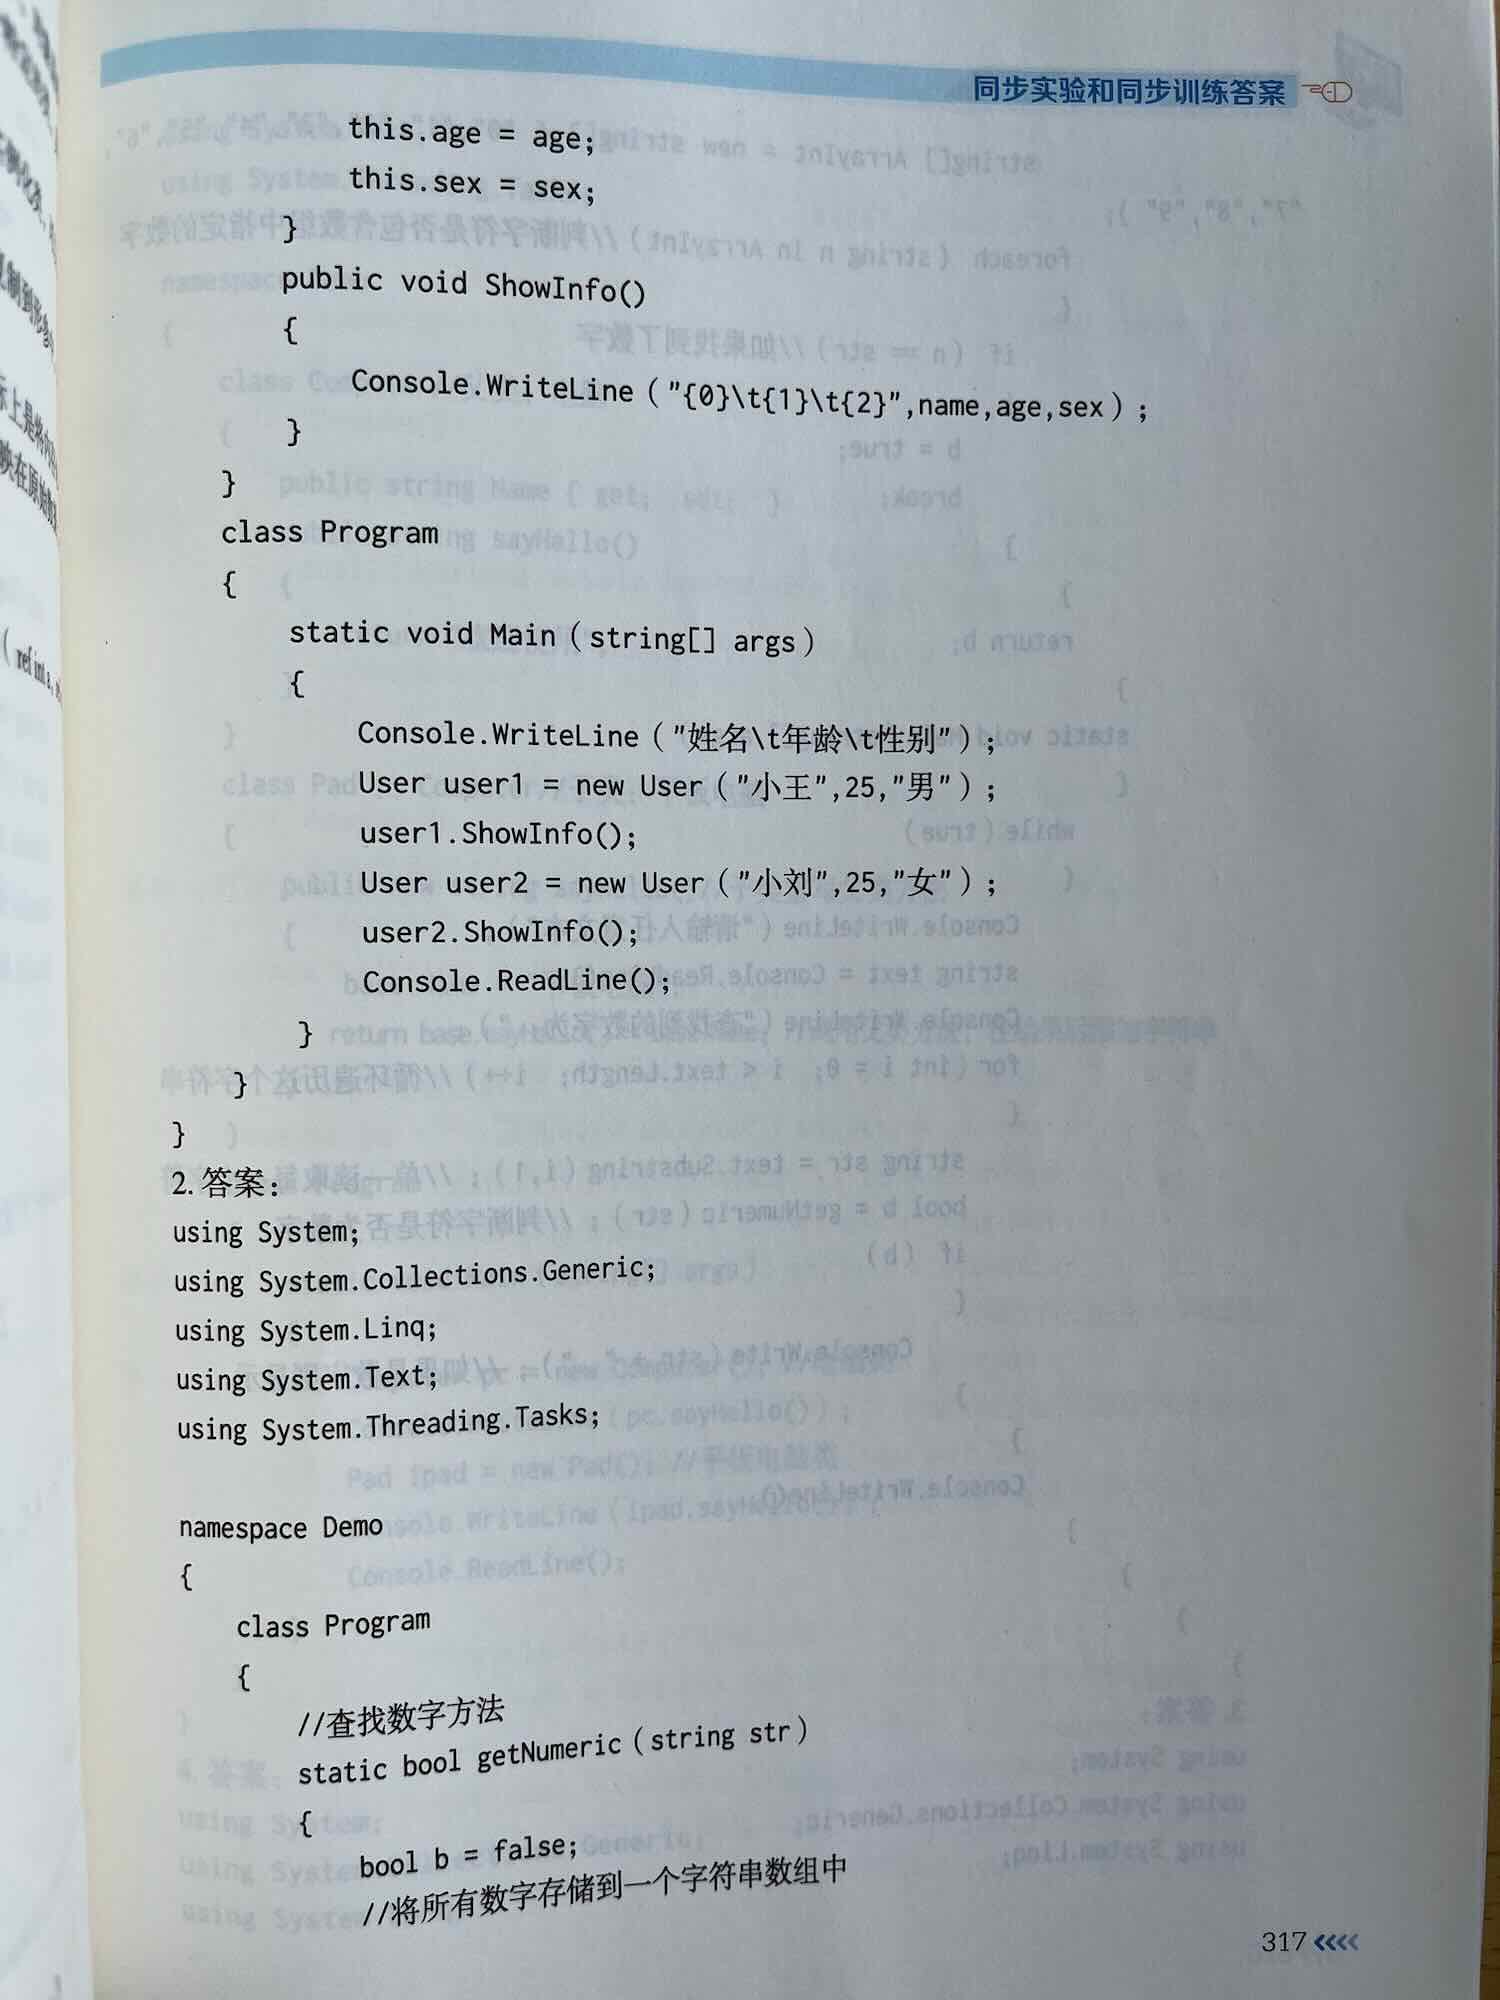 同步实验和同步训练答案
this.age = age;
this.sex = sex;
}
public void ShowInfo()
{
Console.WriteLine("{0}\t{1}\t{2}",name,age,sex);
}
}
class Program
{
static void Main(string[] args)
{
Console.WriteLine("姓名\t年龄\t性别");
User user1 = new User("小王",25,"男");
user1.ShowInfo();
User user2 = new User("小刘",25,"女");
user2.ShowInfo();
Console.ReadLine();
}
}
}
2. 答案:
using System;
using System.Collections.Generic;
using System.Linq;
using System.Text;
using System.Threading.Tasks;
namespace Demo
{
class Program
{
//查找数字方法
static bool getNumeric(string str)
{
bool b = false;
//将所有数字存储到一个字符串数组中
317